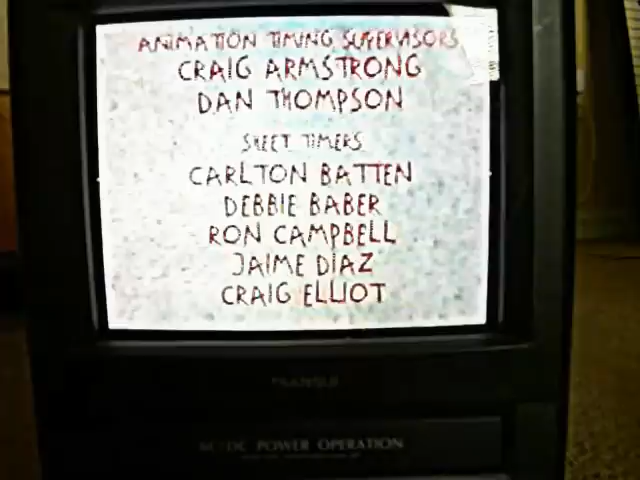 ANIMATION TIMING SUPERVISORS
CRAIG ARMSTRONG
DAN THOMPSON
SHEET TIMERS
CARLTON BATTEN
DEBBIE BABER
RON CAMPBELL
JAIME DIAZ
CRAIG ELLIOT
AC/DC POWER OPERATION